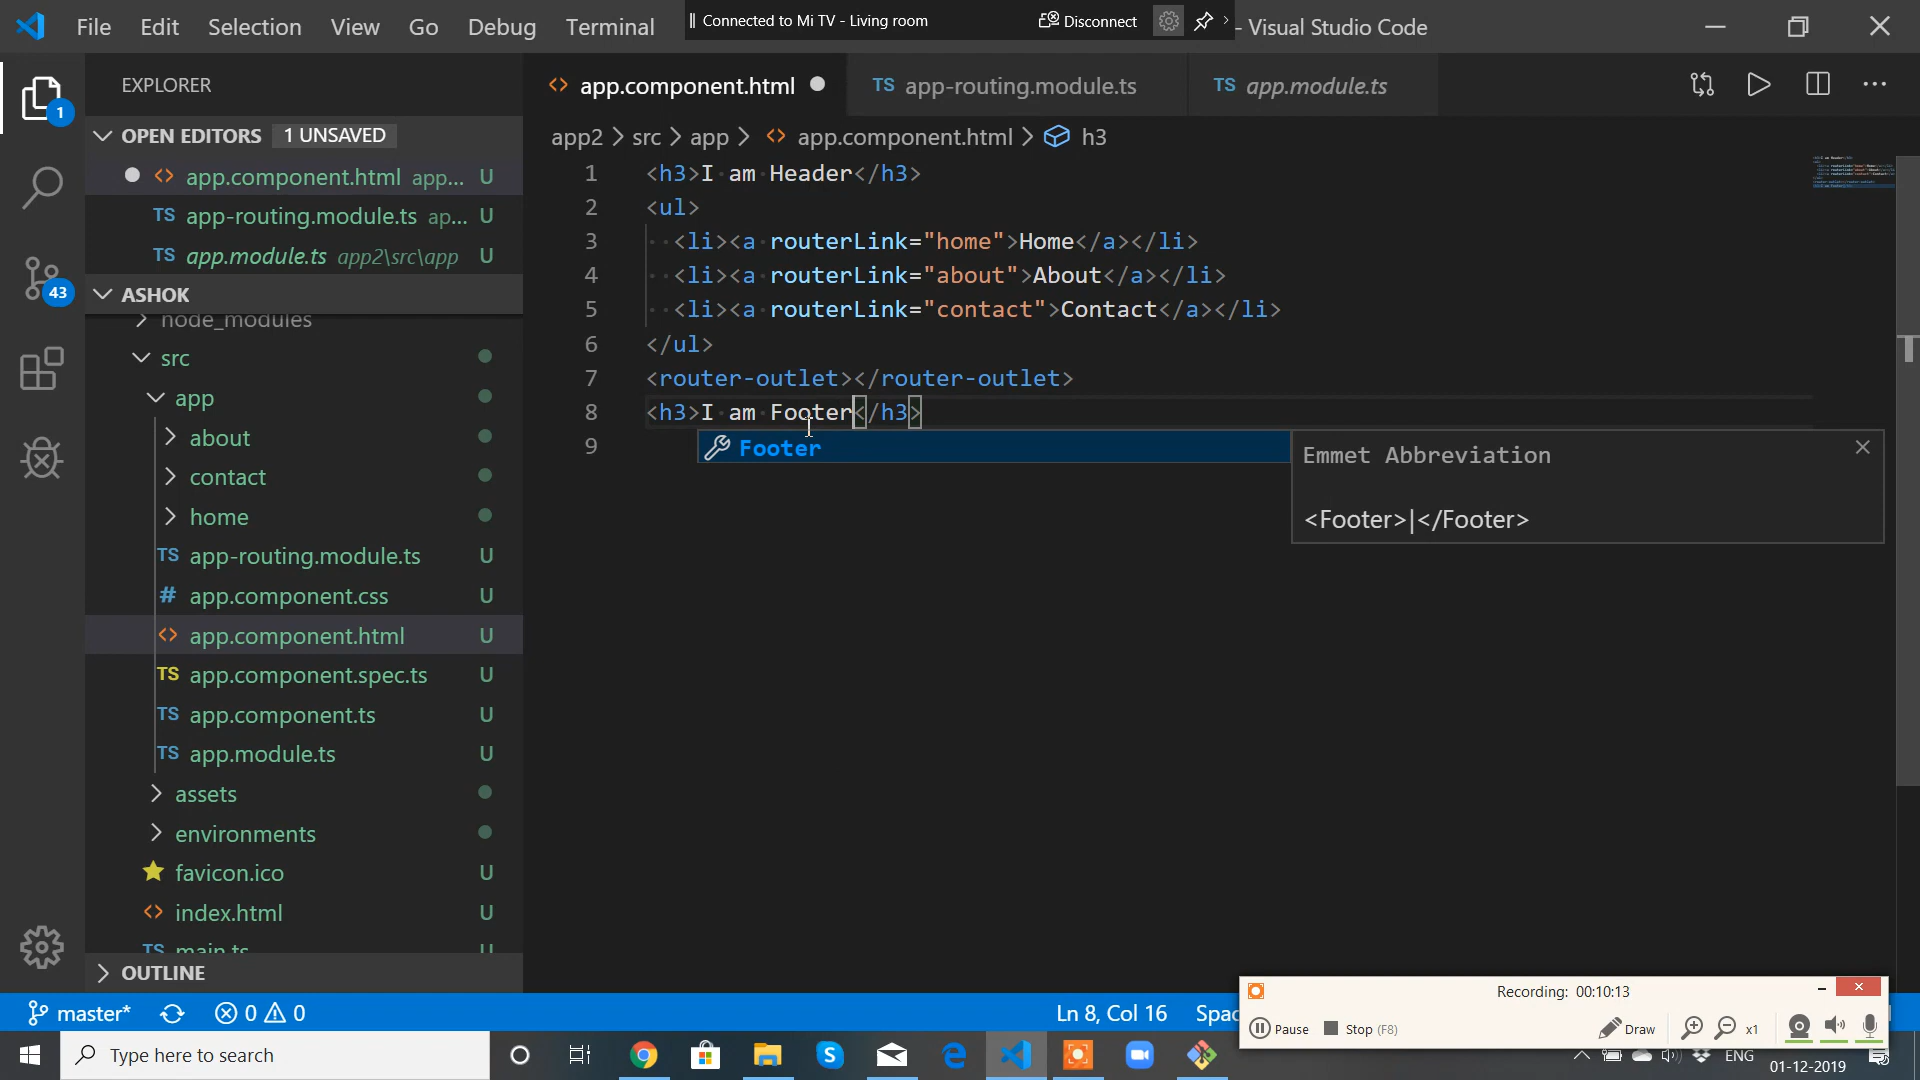 File Edit Selection View Go Debug Terminal
Connected to Mi TV - Living room
Disconnect
- Visual Studio Code
EXPLORER
OPEN EDITORS 1 UNSAVED
app.component.html app... U
TS app-routing.module.ts ap... U
TS app.module.ts app2\src\app U
ASHOK
node_modules
src
app
about
contact
home
TS app-routing.module.ts U
# app.component.css U
app.component.html U
TS app.component.spec.ts U
TS app.component.ts U
TS app.module.ts U
assets
environments
favicon.ico U
index.html U
TS main.ts U
OUTLINE
1
43
app.component.html
TS app-routing.module.ts
TS app.module.ts
app2 > src > app > app.component.html > h3
1 <h3>I am Header</h3>
2 <ul>
3 <li><a routerLink="home">Home</a></li>
4 <li><a routerLink="about">About</a></li>
5 <li><a routerLink="contact">Contact</a></li>
6 </ul>
7 <router-outlet></router-outlet>
8 <h3>I am Footer</h3>
9
Footer
Emmet Abbreviation
<Footer>|</Footer>
master* 0 0
Ln 8, Col 16 Spac
Recording: 00:10:13
Pause Stop (F8) Draw x1
Type here to search
ENG
01-12-2019